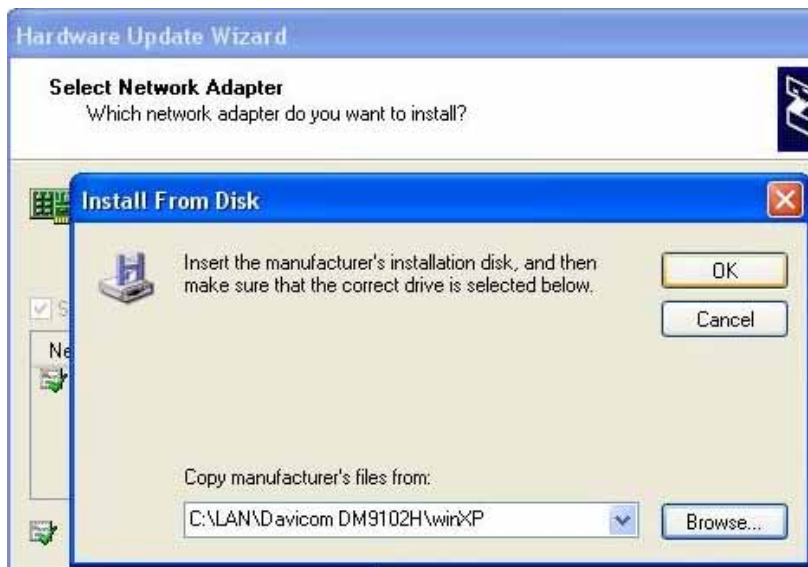 Hardware Update Wizard
Select Network Adapter
Which network adapter do you want to install?
Install From Disk
Insert the manufacturer's installation disk, and then
make sure that the correct drive is selected below.
OK
Cancel
S
Ne
Copy manufacturer's files from:
C:\LAN\Davicom DM9102H\winXP
Browse...